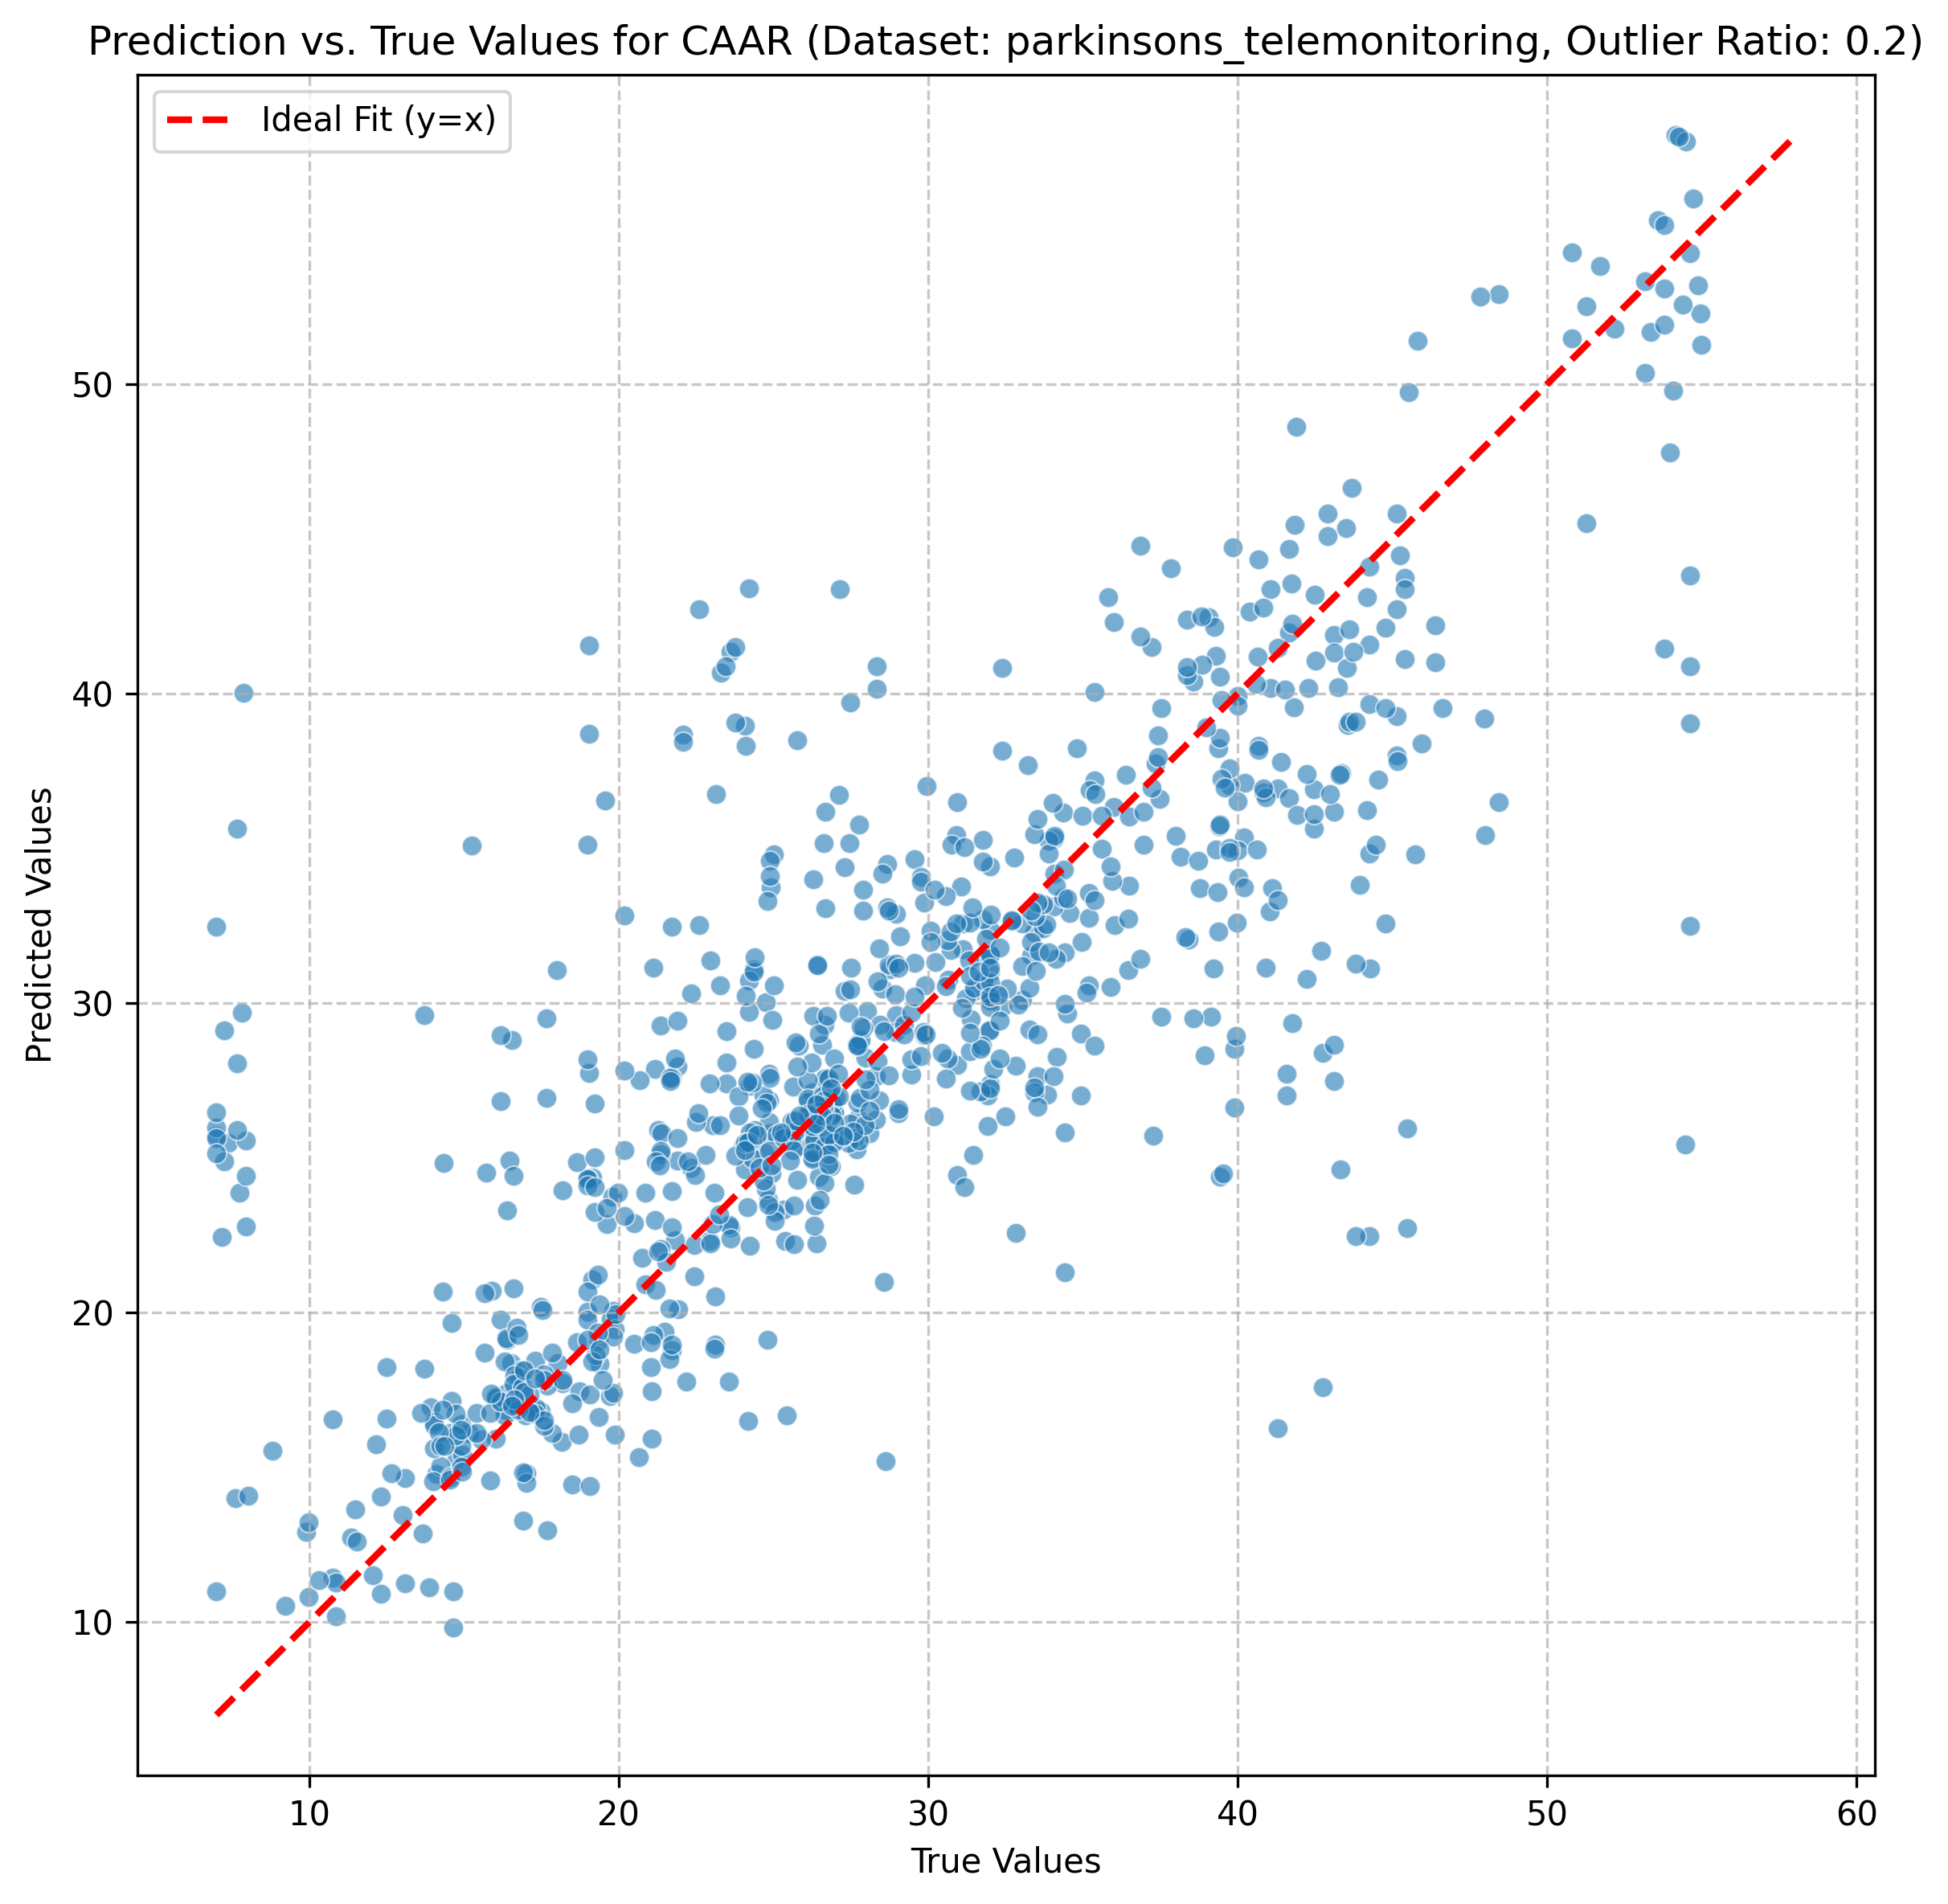 Prediction vs. True Values for CAAR (Dataset: parkinsons_telemonitoring, Outlier Ratio: 0.2)
Ideal Fit (y=x)
Predicted Values
50
40
30
20
10
10 20 30 40 50 60
True Values